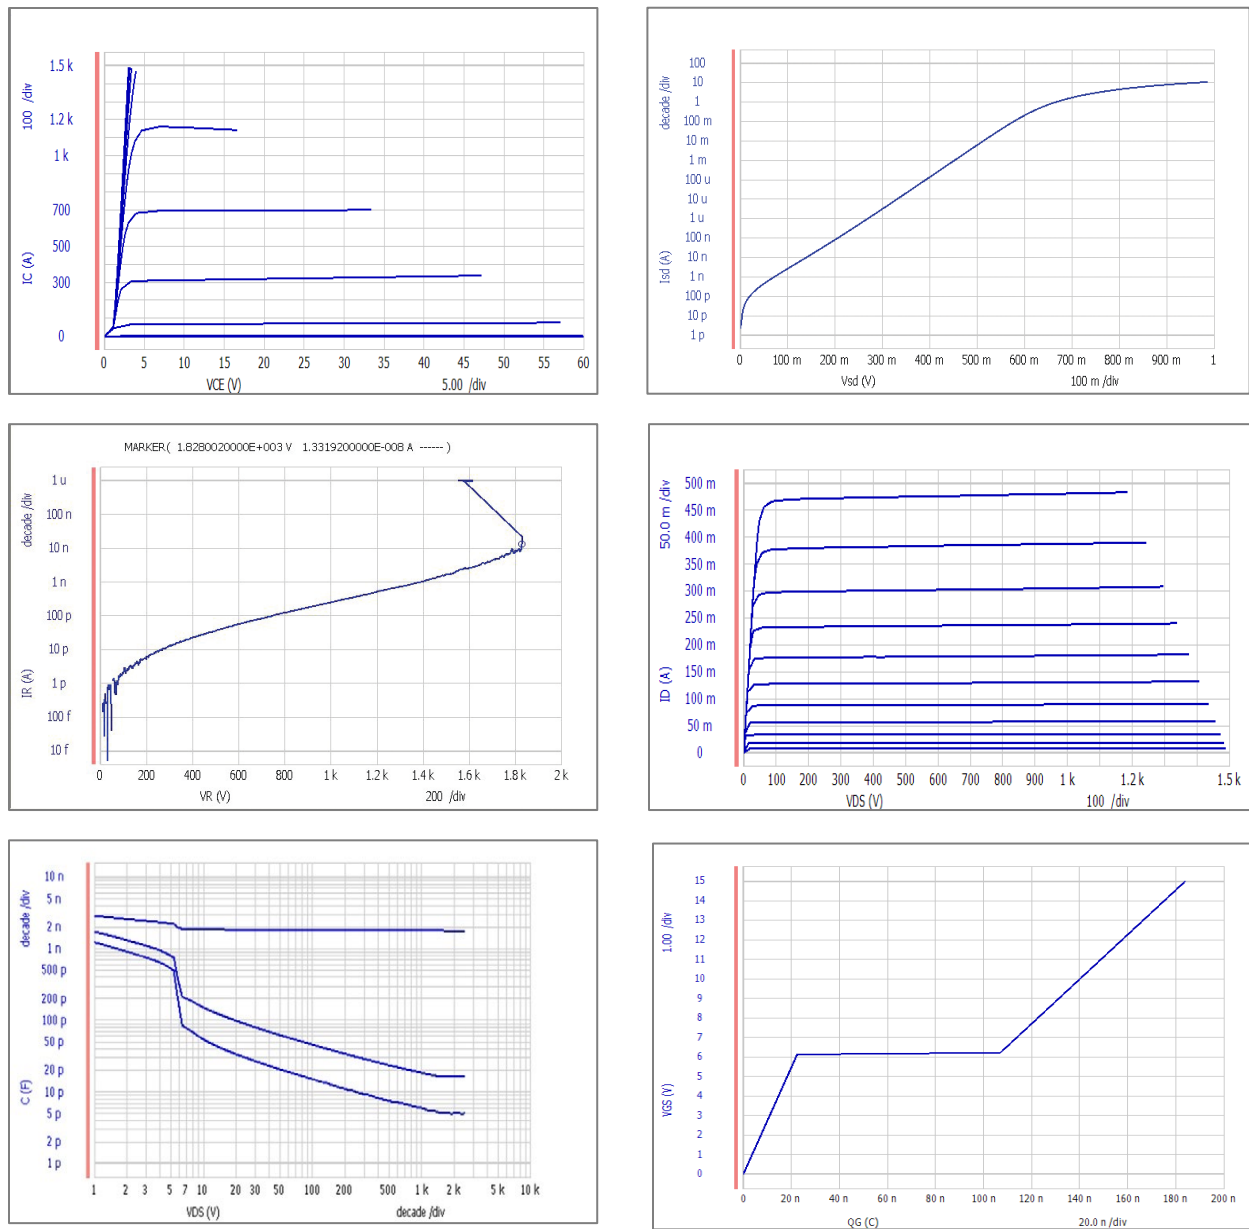 100 /div
IC (A)
1.5 k
1.2 k
1 k
700
500
300
0
0 5 10 15 20 25 30 35 40 45 50 55 60
VCE (V) 5.00 /div
decade /div
Isd (A)
100
10
1
100 m
10 m
1 m
100 u
10 u
1 u
100 n
10 n
1 n
100 p
10 p
1 p
0 100 m 200 m 300 m 400 m 500 m 600 m 700 m 800 m 900 m 1
Vsd (V) 100 m /div
MARKER( 1.8280020000E+003 V 1.3319200000E-008 A ------ )
decade /div
IR (A)
1 u
100 n
10 n
1 n
100 p
10 p
1 p
100 f
10 f
0 200 400 600 800 1 k 1.2 k 1.4 k 1.6 k 1.8 k 2 k
VR (V) 200 /div
50.0 m /div
ID (A)
500 m
450 m
400 m
350 m
300 m
250 m
200 m
150 m
100 m
50 m
0
0 100 200 300 400 500 600 700 800 900 1 k 1.2 k 1.5 k
VDS (V) 100 /div
decade /div
C (F)
10 n
5 n
2 n
1 n
500 p
200 p
100 p
50 p
20 p
10 p
5 p
2 p
1 p
1 2 3 5 7 10 20 30 50 100 200 500 1 k 2 k 5 k 10 k
VDS (V) decade /div
1.00 /div
VGS (V)
15
14
13
12
11
10
9
8
7
6
5
4
3
2
1
0
0 20 n 40 n 60 n 80 n 100 n 120 n 140 n 160 n 180 n 200 n
QG (C) 20.0 n /div